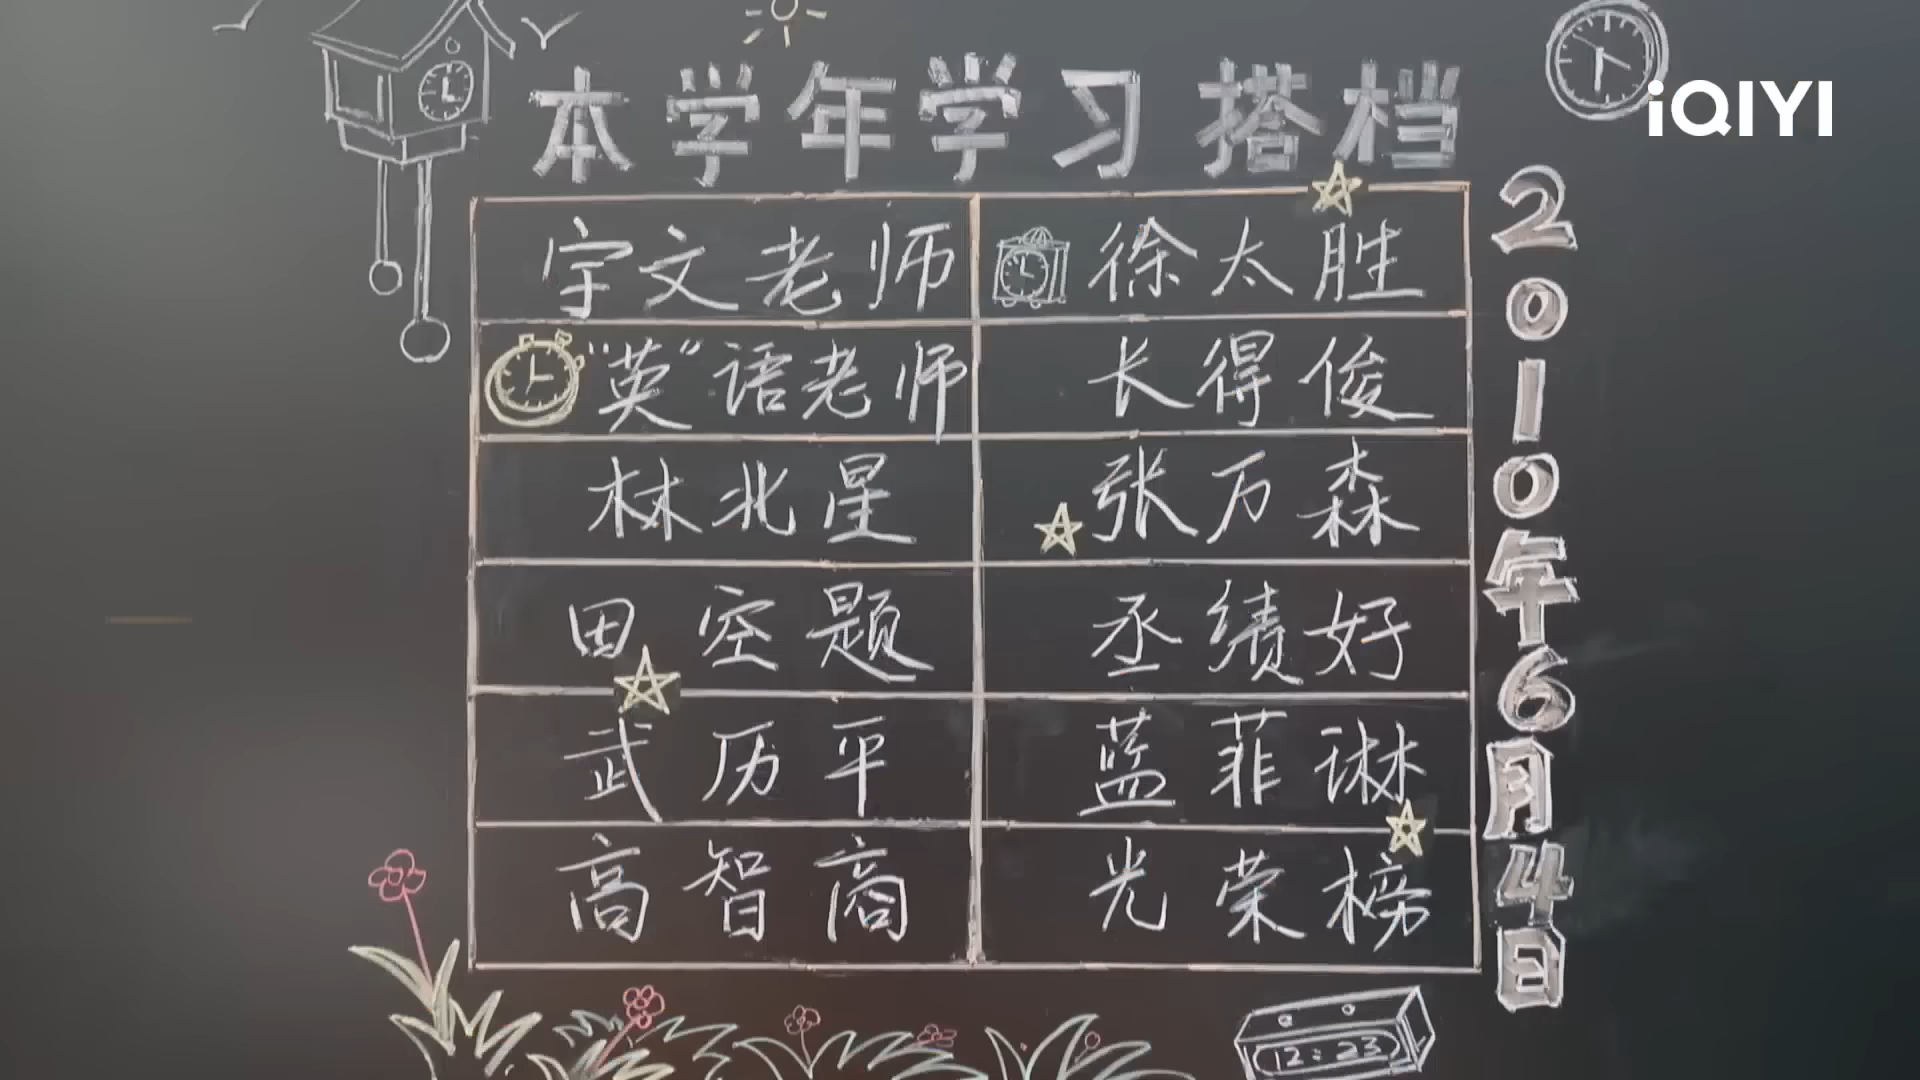 iQIYI
本学年学习搭档
宇文老师 徐太胜
“英”语老师 长得俊
林北星 张万森
田空题 丞绩好
武历平 蓝菲琳
高智商 光荣榜
2010年6月4日
12:23